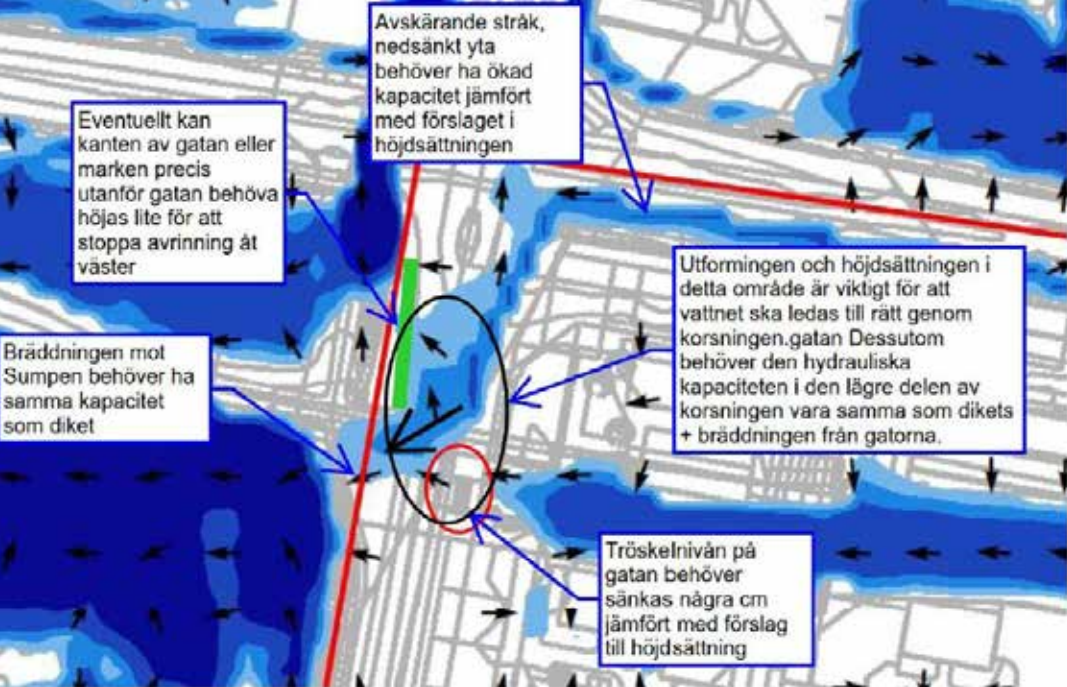 Avskärande stråk,
nedsänkt yta
behöver ha ökad
kapacitet jämfört
med förslaget i
höjdsättningen
Eventuellt kan
kanten av gatan eller
marken precis
utanför gatan behöva
höjas lite för att
stoppa avrinning åt
väster
Utformingen och höjdsättningen i
detta område är viktigt för att
vattnet ska ledas till rätt genom
korsningen.gatan Dessutom
behöver den hydrauliska
kapaciteten i den lägre delen av
korsningen vara samma som dikets
+ bräddningen från gatorna.
Bräddningen mot
Sumpen behöver ha
samma kapacitet
som diket
Tröskelnivån på
gatan behöver
sänkas några cm
jämfört med förslag
till höjdsättning